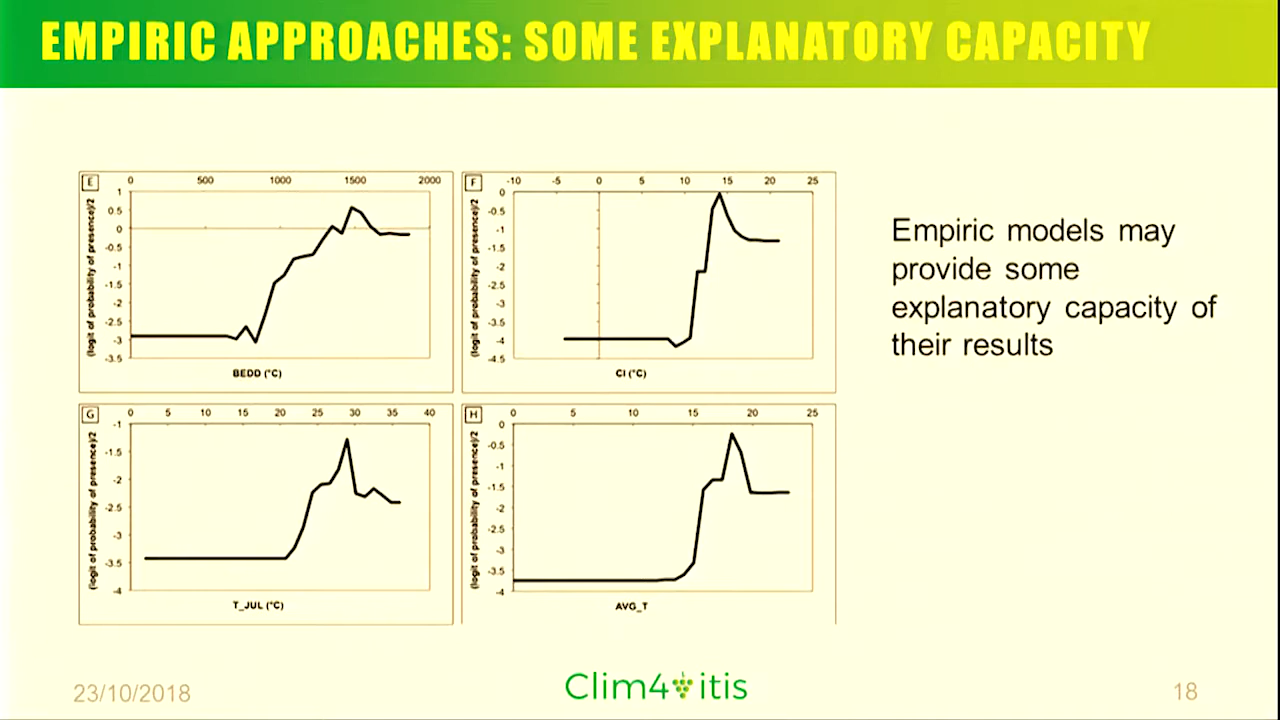 EMPIRIC APPROACHES: SOME EXPLANATORY CAPACITY
E
0 500 1000 1500 2000
1
0.5
0
-0.5
-1
-1.5
-2
-2.5
-3
-3.5
(logit of probability of presence)/2
BEDD (°C)
F
-10 -5 0 5 10 15 20 25
0
-0.5
-1
-1.5
-2
-2.5
-3
-3.5
-4
-4.5
(logit of probability of presence)/2
CI (°C)
G
0 5 10 15 20 25 30 35 40
-1
-1.5
-2
-2.5
-3
-3.5
-4
(logit of probability of presence)/2
T_JUL (°C)
H
0 5 10 15 20 25
0
-0.5
-1
-1.5
-2
-2.5
-3
-3.5
-4
(logit of probability of presence)/2
AVG_T
Empiric models may
provide some
explanatory capacity of
their results
23/10/2018
Clim4 itis
18